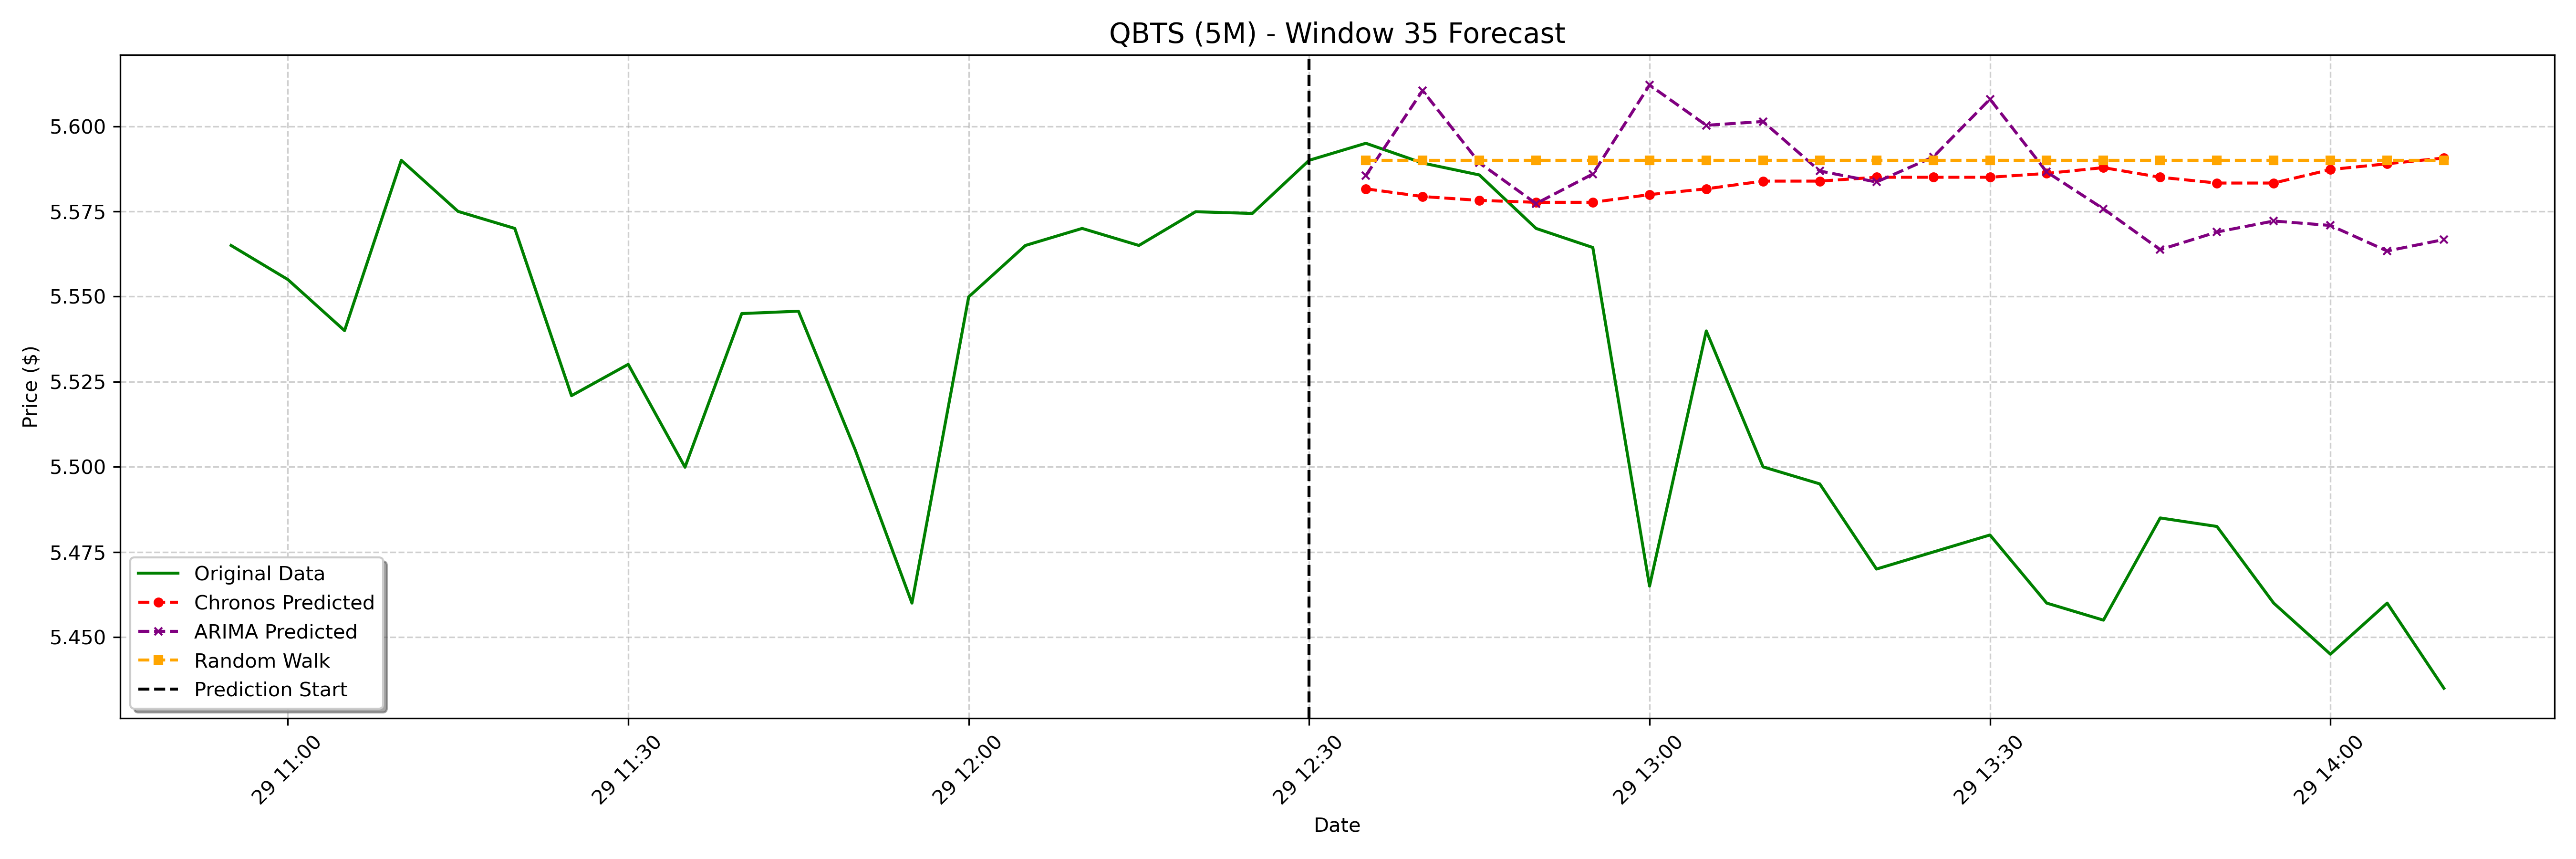 QBTS (5M) - Window 35 Forecast
Price ($)
5.600
5.575
5.550
5.525
5.500
5.475
5.450
Original Data
Chronos Predicted
ARIMA Predicted
Random Walk
Prediction Start
29 11:00
29 11:30
29 12:00
29 12:30
29 13:00
29 13:30
29 14:00
Date